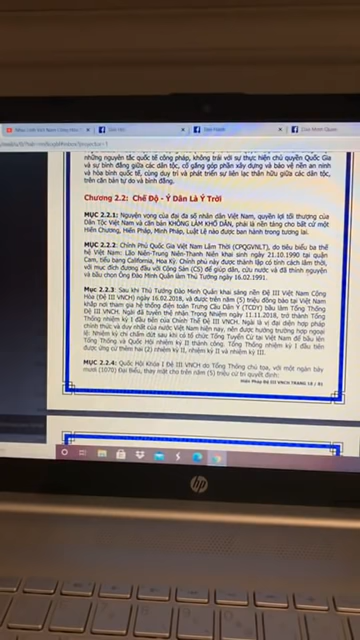 Dao Minh Quan
những nguyên tắc quốc tế công pháp, không trái với sự thực hiện chủ quyền Quốc Gia
và sự bình đẳng giữa các dân tộc, cố gắng góp phần xây dựng và bảo vệ nền an ninh
và hòa bình quốc tế, cùng duy trì và phát triển sự liên lạc thân hữu giữa các dân tộc,
trên căn bản tự do và bình đẳng.
Chương 2.2: Chế Độ - Ý Dân Là Ý Trời
MỤC 2.2.1: Nguyện vọng của đại đa số nhân dân Việt Nam, quyền lợi tối thượng của
Dân Tộc Việt Nam và căn bản KHÔNG LÀM KHỔ DÂN, phải là nền tảng cho bất cứ một
Hiến Chương, Hiến Pháp, Minh Pháp, Luật Lệ nào được ban hành trong tương lai.
MỤC 2.2.2: Chính Phủ Quốc Gia Việt Nam Lâm Thời (CPQGVNLT), do tiêu biểu ba thế
hệ Việt Nam: Lão Niên-Trung Niên-Thanh Niên khai sinh ngày 21.10.1990 tại quận
Cam, tiểu bang California, Hoa Kỳ. Chính phủ này được thành lập có tính cách lâm thời,
với mục đích đương đầu với Cộng Sản (CS) để giúp dân, cứu nước và đã thỉnh nguyện
và bầu chọn Ông Đào Minh Quân làm Thủ Tướng ngày 16.02.1991.
MỤC 2.2.3: Sau khi Thủ Tướng Đào Minh Quân khai sáng nền Đệ III Việt Nam Cộng
Hòa (Đệ III VNCH) ngày 16.02.2018, và được trên năm (5) triệu đồng bào tại Việt Nam
khắp nơi tham gia hệ thống điện toán Trưng Cầu Dân Ý (TCDY) bầu làm Tổng Thống
Đệ III VNCH. Ngài đã tuyên thệ nhận Trọng Nhiệm ngày 11.11.2018, trở thành Tổng
Thống nhiệm kỳ I đầu tiên của Chính Thể Đệ III VNCH. Ngài là vị đại diện hợp pháp
chính thức và duy nhất của nước Việt Nam hiện nay, nên được hưởng trường hợp ngoại
lệ: Nhiệm kỳ chỉ chấm dứt sau khi có tổ chức Tổng Tuyển Cử tại Việt Nam để bầu lên
Tổng Thống và Quốc Hội nhiệm kỳ II thành công. Tổng Thống nhiệm kỳ I đầu tiên
được ứng cử thêm hai (2) nhiệm kỳ, nhiệm kỳ II và nhiệm kỳ III.
MỤC 2.2.4: Quốc Hội Khóa I Đệ III VNCH do Tổng Thống chủ tọa, với một ngàn bảy
mươi (1070) Đại Biểu, thay mặt cho trên năm (5) triệu cử tri quyết định:
Hiến Pháp Đệ III VNCH TRANG 18 / 81
hp